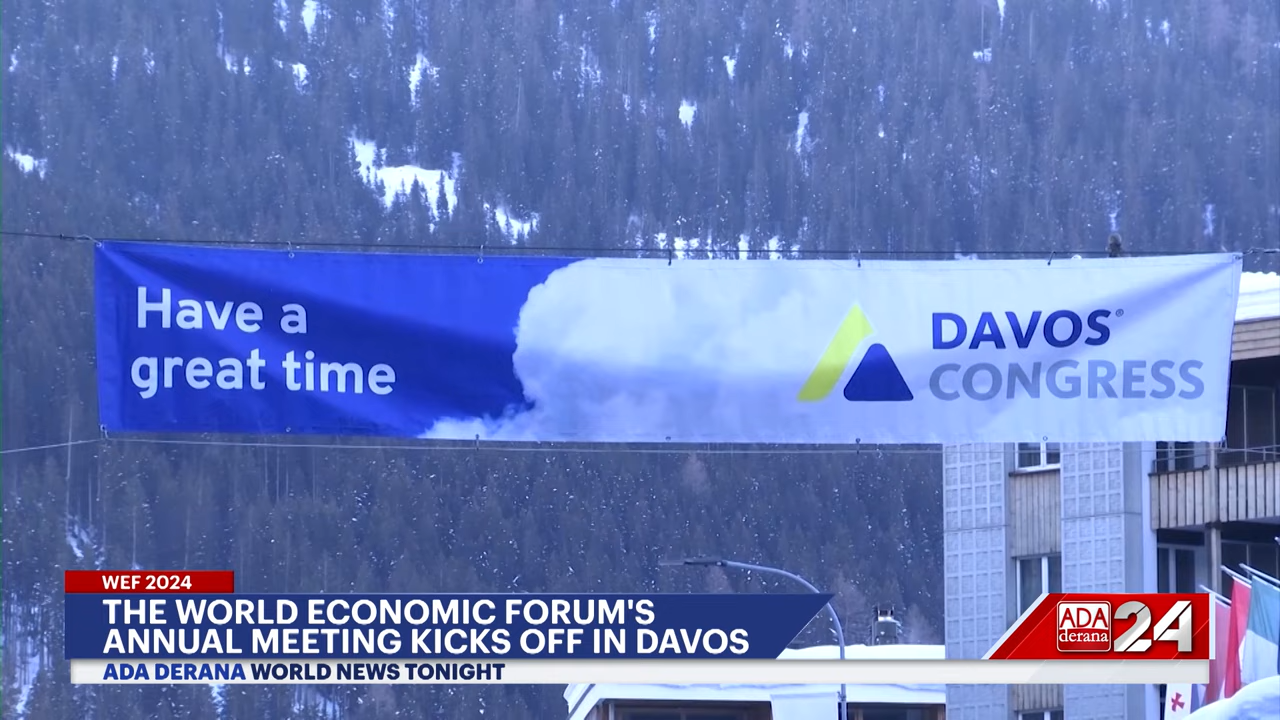 Have a
great time
DAVOS®
CONGRESS
WEF 2024
THE WORLD ECONOMIC FORUM'S
ANNUAL MEETING KICKS OFF IN DAVOS
ADA DERANA WORLD NEWS TONIGHT
ADA
derana
24